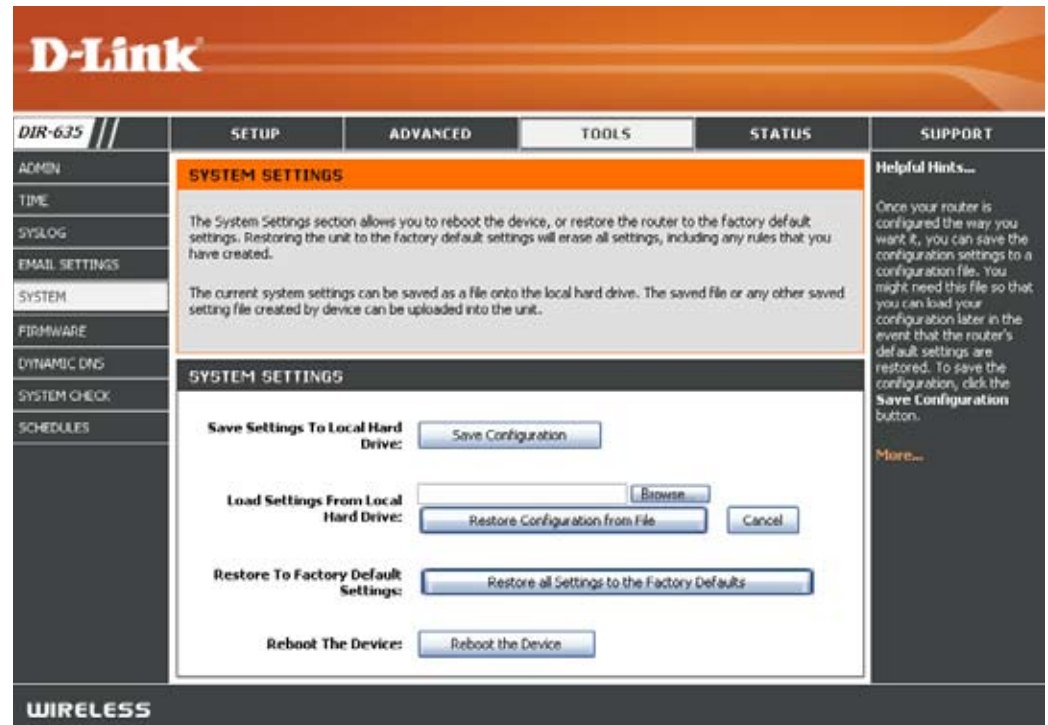 D-Link
DIR-635
SETUP
ADVANCED
TOOLS
STATUS
SUPPORT
ADMIN
TIME
SYSLOG
EMAIL SETTINGS
SYSTEM
FIRMWARE
DYNAMIC DNS
SYSTEM CHECK
SCHEDULES
SYSTEM SETTINGS
The System Settings section allows you to reboot the device, or restore the router to the factory default
settings. Restoring the unit to the factory default settings will erase all settings, including any rules that you
have created.
The current system settings can be saved as a file onto the local hard drive. The saved file or any other saved
setting file created by device can be uploaded into the unit.
SYSTEM SETTINGS
Save Settings To Local Hard
Drive:
Save Configuration
Load Settings From Local
Hard Drive:
Browse...
Restore Configuration from File
Cancel
Restore To Factory Default
Settings:
Restore all Settings to the Factory Defaults
Reboot The Device:
Reboot the Device
Helpful Hints...
Once your router is
configured the way you
want it, you can save the
configuration settings to a
configuration file. You
might need this file so that
you can load your
configuration later in the
event that the router's
default settings are
restored. To save the
configuration, click the
Save Configuration
button.
More...
WIRELESS